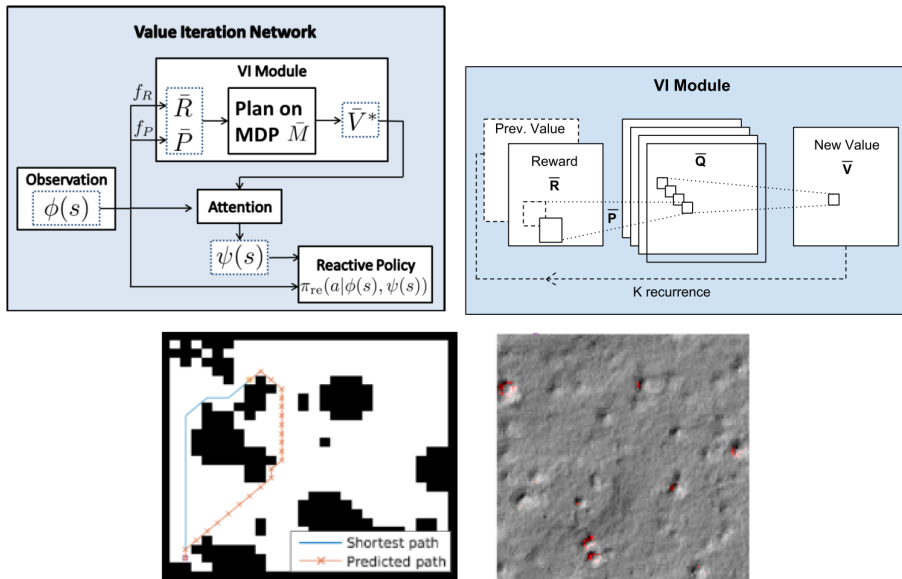 Value Iteration Network
VI Module
f_R
R̄
f_P
P̄
Plan on
MDP M̄
V̄*
Observation
ϕ(s)
Attention
ψ(s)
Reactive Policy
π_re(a|ϕ(s), ψ(s))
VI Module
Prev. Value
Reward
R̄
P̄
Q̄
New Value
V̄
K recurrence
Shortest path
Predicted path